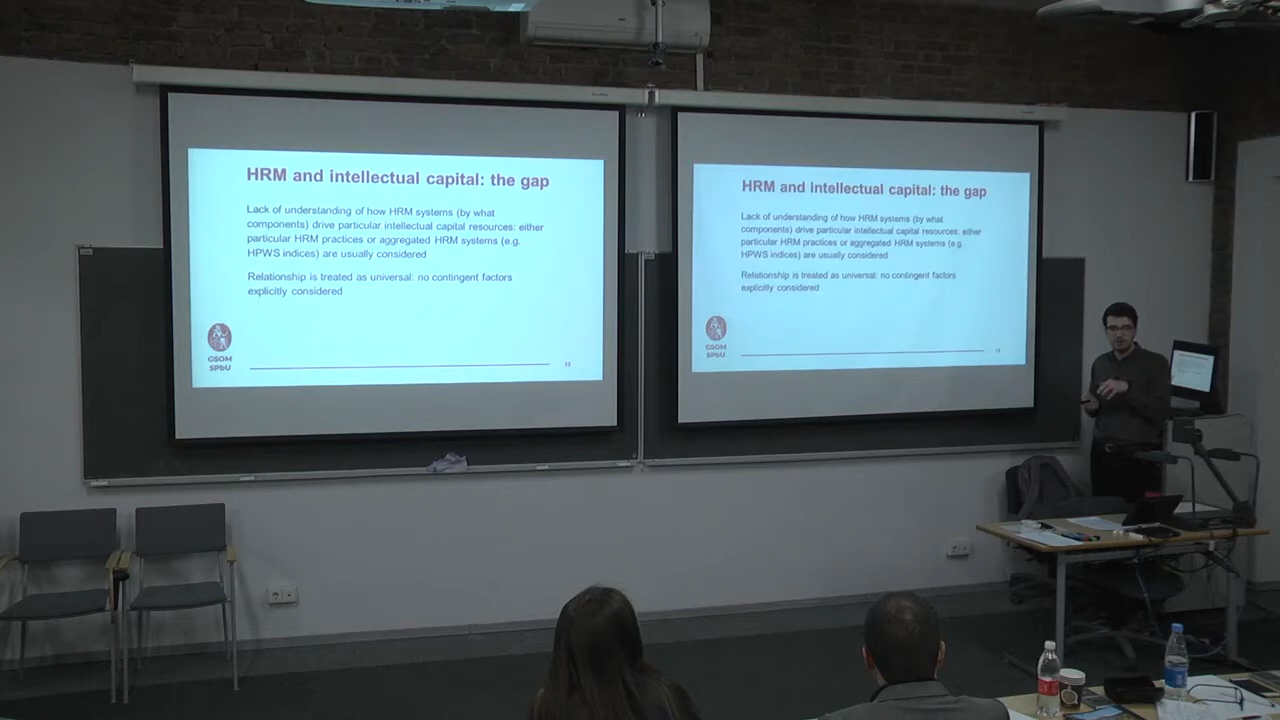 HRM and intellectual capital: the gap
Lack of understanding of how HRM systems (by what
components) drive particular intellectual capital resources: either
particular HRM practices or aggregated HRM systems (e.g.
HPWS indices) are usually considered
Relationship is treated as universal: no contingent factors
explicitly considered
GSOM
SPbU
13
HRM and intellectual capital: the gap
Lack of understanding of how HRM systems (by what
components) drive particular intellectual capital resources: either
particular HRM practices or aggregated HRM systems (e.g.
HPWS indices) are usually considered
Relationship is treated as universal: no contingent factors
explicitly considered
GSOM
SPbU
13